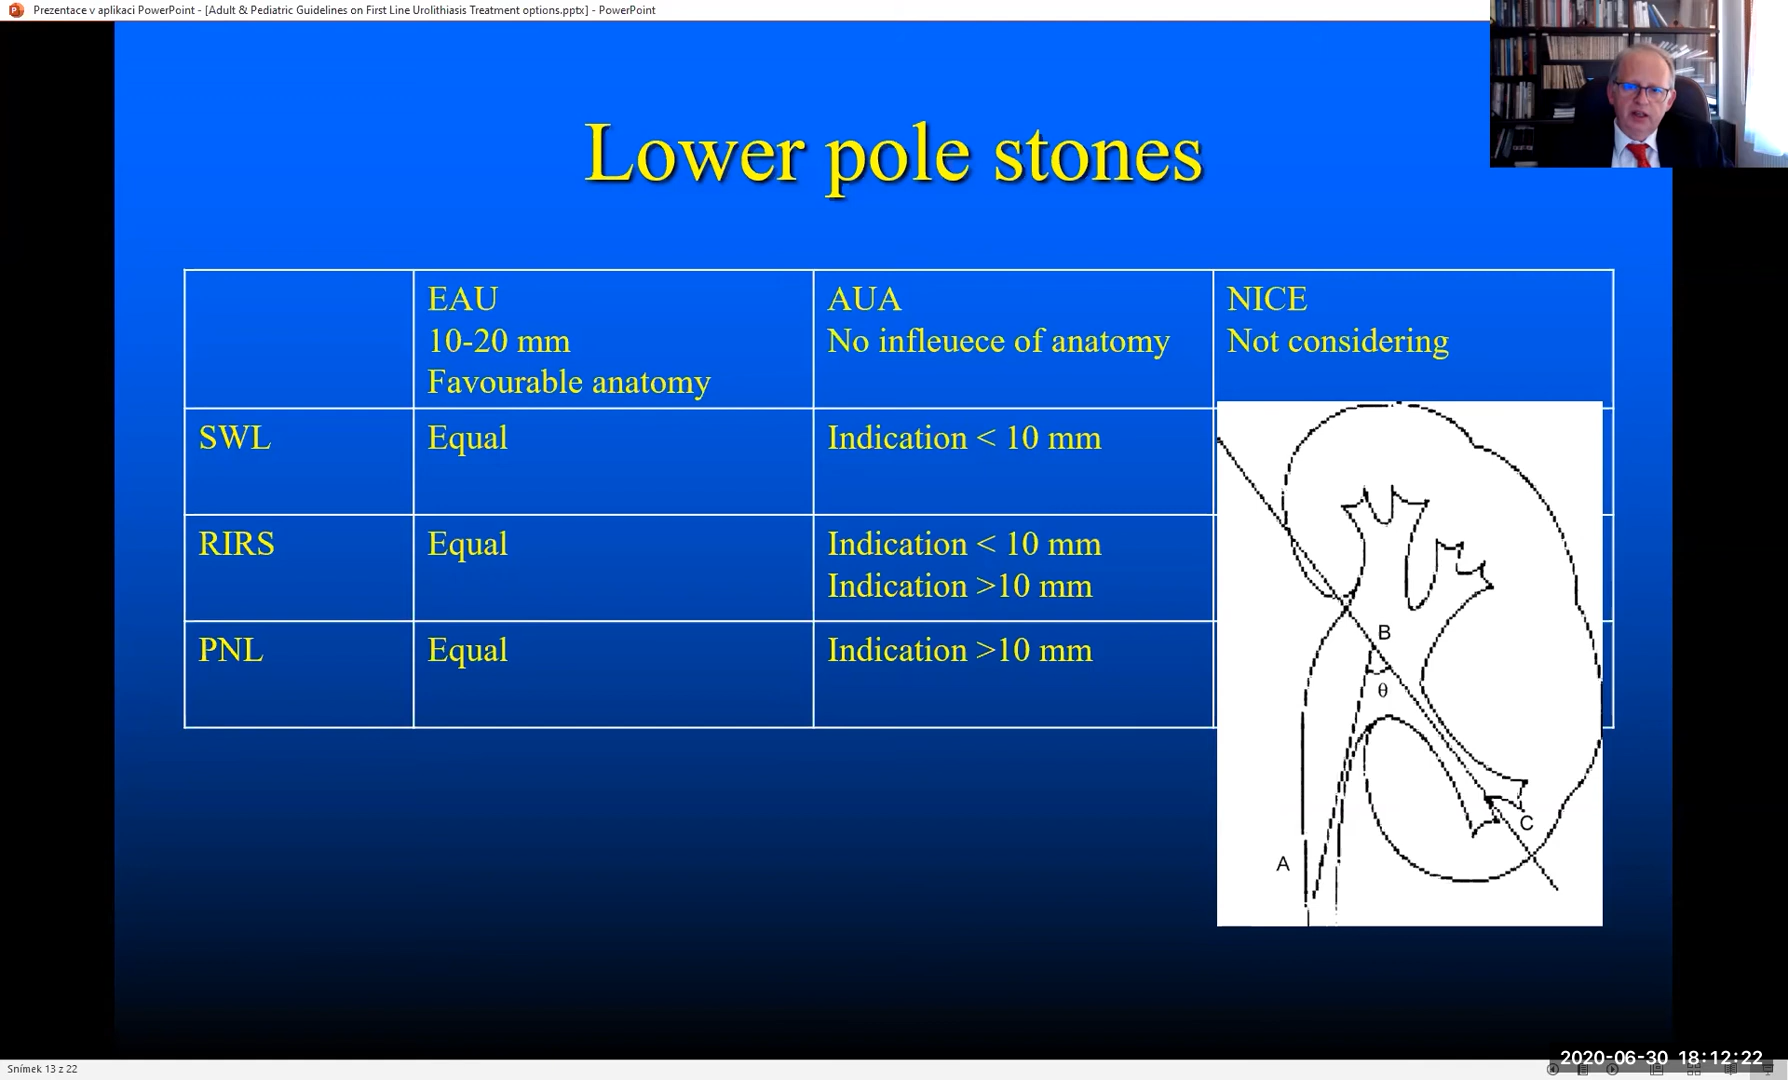 Prezentace v aplikaci PowerPoint - [Adult & Pediatric Guidelines on First Line Urolithiasis Treatment options.pptx] - PowerPoint
Lower pole stones
EAU
10-20 mm
Favourable anatomy
AUA
No infleuece of anatomy
NICE
Not considering
SWL
Equal
Indication < 10 mm
RIRS
Equal
Indication < 10 mm
Indication >10 mm
PNL
Equal
Indication >10 mm
B
θ
C
A
2020-06-30 18:12:22
Snímek 13 z 22